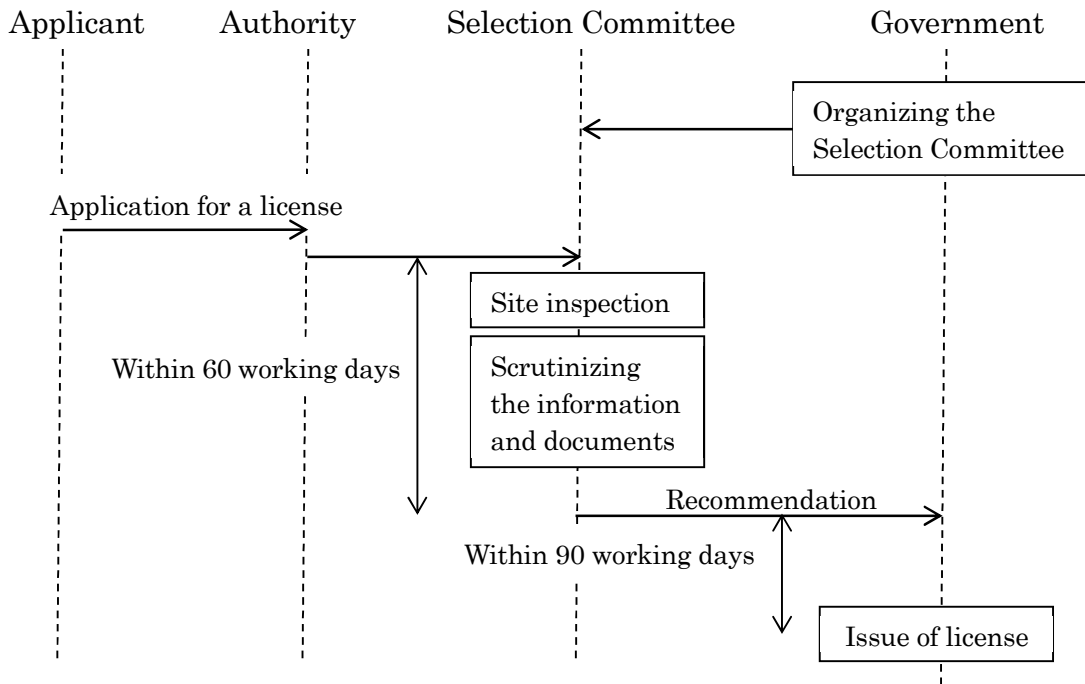 Applicant Authority Selection Committee Government
Organizing the
Selection Committee
Application for a license
Site inspection
Within 60 working days
Scrutinizing
the information
and documents
Recommendation
Within 90 working days
Issue of license